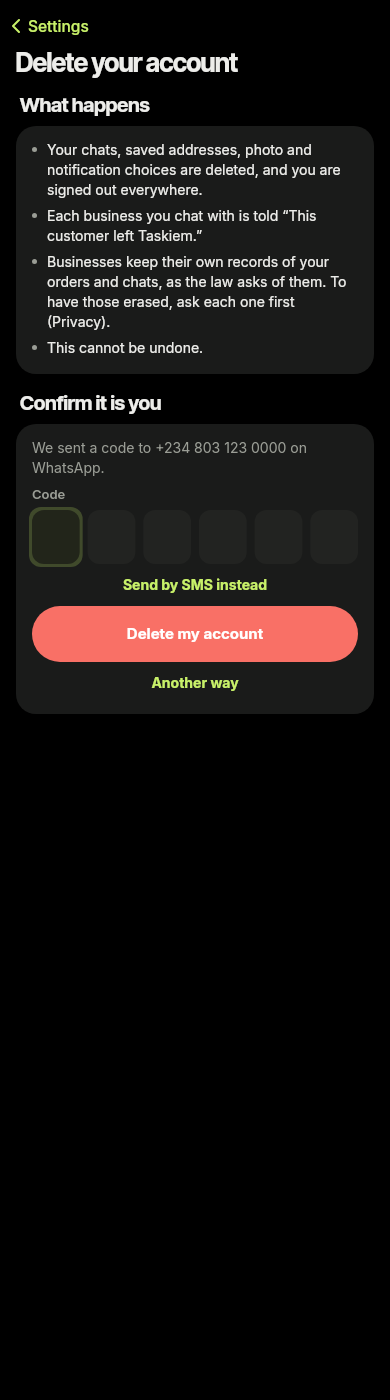 Settings
Delete your account
What happens
Your chats, saved addresses, photo and
notification choices are deleted, and you are
signed out everywhere.
Each business you chat with is told “This
customer left Taskiem.”
Businesses keep their own records of your
orders and chats, as the law asks of them. To
have those erased, ask each one first
(Privacy).
This cannot be undone.
Confirm it is you
We sent a code to +234 803 123 0000 on
WhatsApp.
Code
Send by SMS instead
Delete my account
Another way